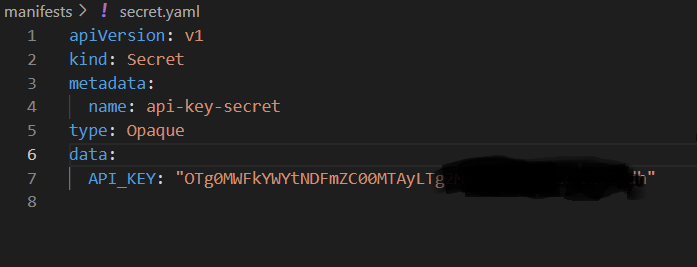 manifests > ! secret.yaml
1 apiVersion: v1
2 kind: Secret
3 metadata:
4 name: api-key-secret
5 type: Opaque
6 data:
7 API_KEY:
8